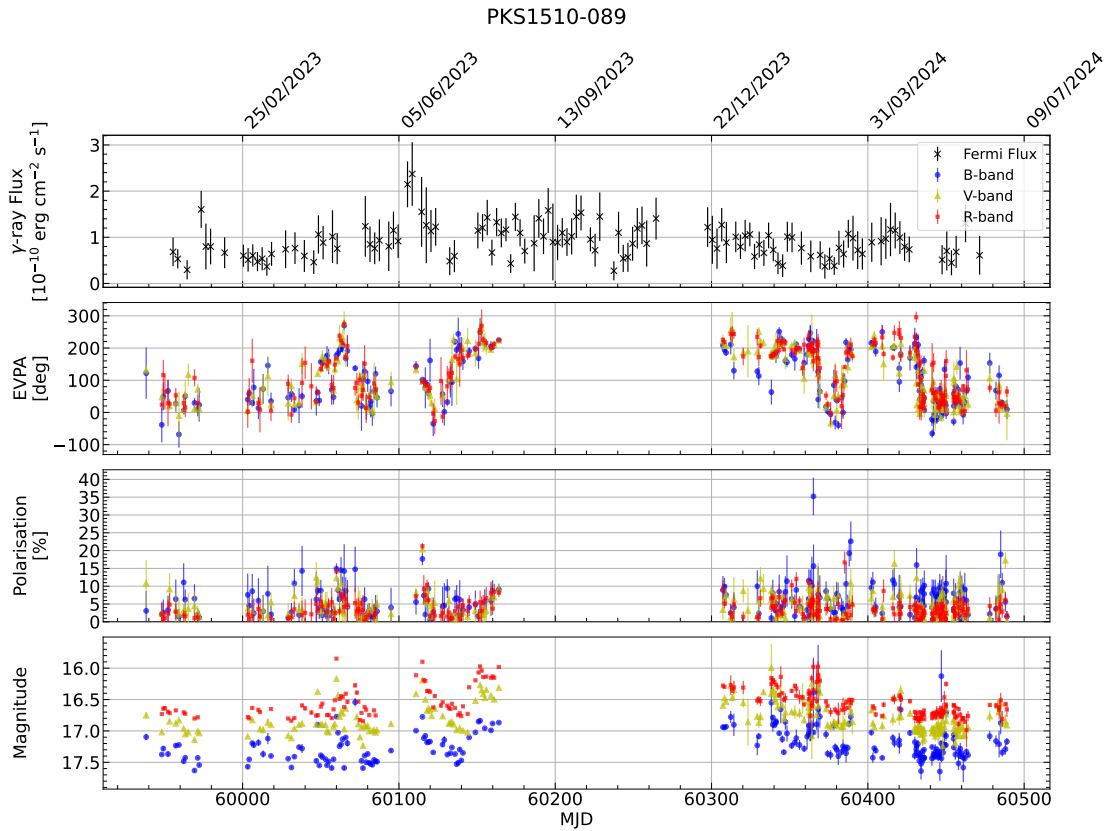 PKS1510-089
25/02/2023 05/06/2023 13/09/2023 22/12/2023 31/03/2024 09/07/2024
γ-ray Flux
[10⁻¹⁰ erg cm⁻² s⁻¹]
3
2
1
0
Fermi Flux
B-band
V-band
R-band
EVPA
[deg]
300
200
100
0
−100
Polarisation
[%]
40
35
30
25
20
15
10
5
0
Magnitude
16.0
16.5
17.0
17.5
60000 60100 60200 60300 60400 60500
MJD